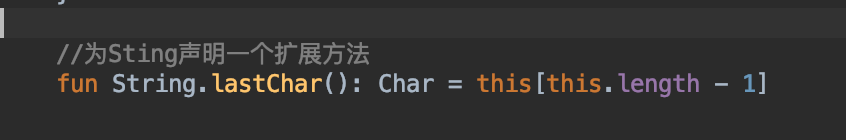 //为Sting声明一个扩展方法
fun String.lastChar(): Char = this[this.length - 1]